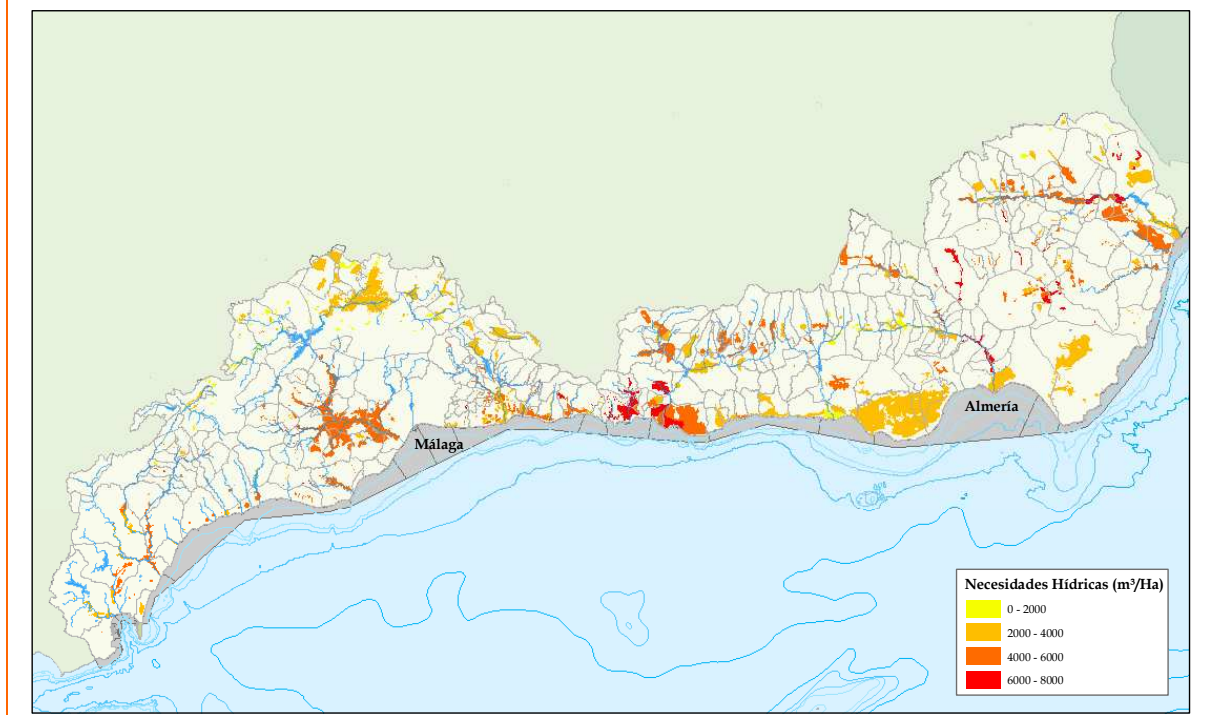 Almería
Málaga
Necesidades Hídricas (m³/Ha)
0 - 2000
2000 - 4000
4000 - 6000
6000 - 8000